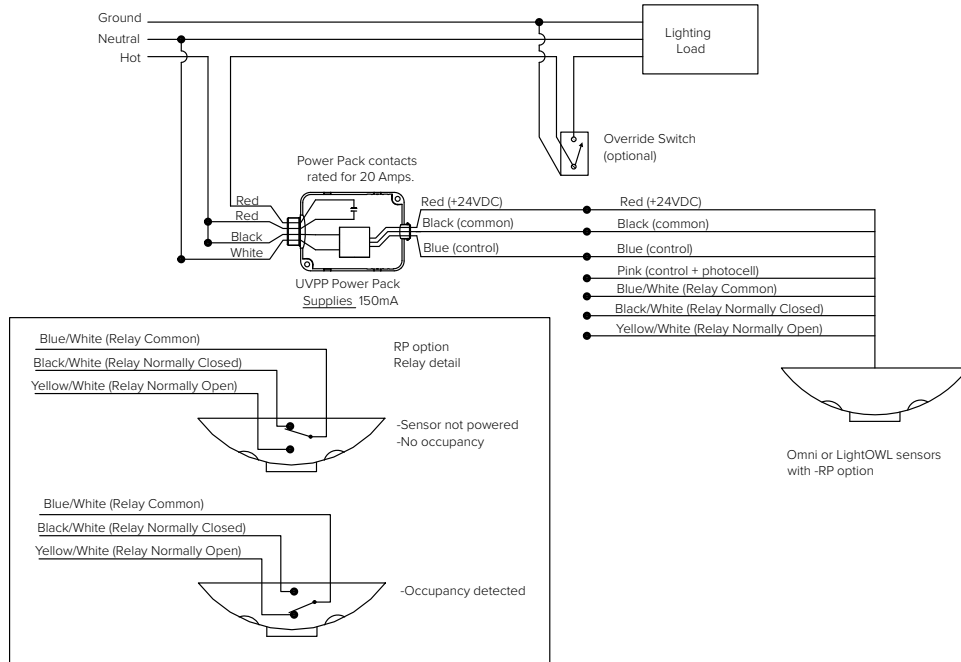 Ground
Neutral
Hot
Lighting
Load
Override Switch
(optional)
Power Pack contacts
rated for 20 Amps.
Red
Red
Black
White
Red (+24VDC)
Black (common)
Blue (control)
UVPP Power Pack
Supplies 150mA
Red (+24VDC)
Black (common)
Blue (control)
Pink (control + photocell)
Blue/White (Relay Common)
Black/White (Relay Normally Closed)
Yellow/White (Relay Normally Open)
Omni or LightOWL sensors
with -RP option
Blue/White (Relay Common)
Black/White (Relay Normally Closed)
Yellow/White (Relay Normally Open)
RP option
Relay detail
-Sensor not powered
-No occupancy
Blue/White (Relay Common)
Black/White (Relay Normally Closed)
Yellow/White (Relay Normally Open)
-Occupancy detected